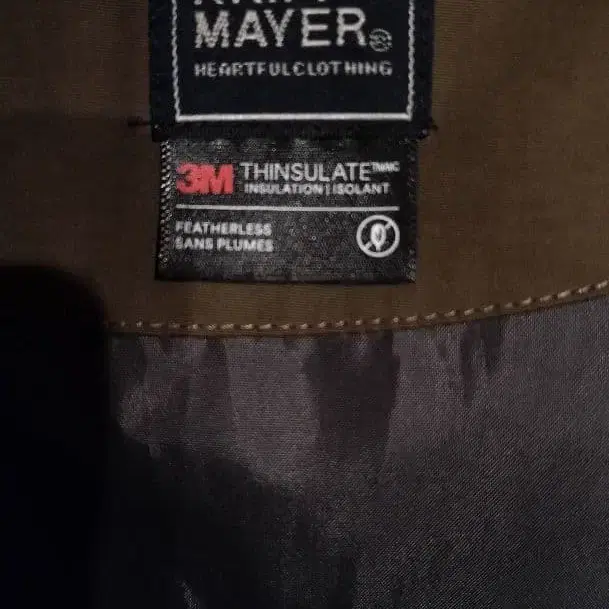 MAYER
HEARTFULCLOTHING
3M THINSULATE
INSULATION | ISOLANT
FEATHERLESS
SANS PLUMES